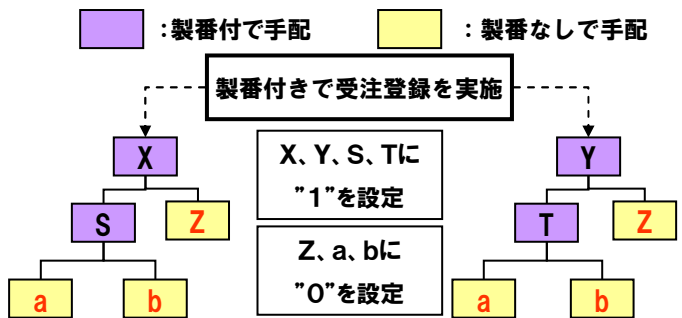 ：製番付で手配
：製番なしで手配
製番付きで受注登録を実施
X
X、Y、S、Tに
”1”を設定
Y
S
Z
T
Z
Z、a、bに
”0”を設定
a
b
a
b